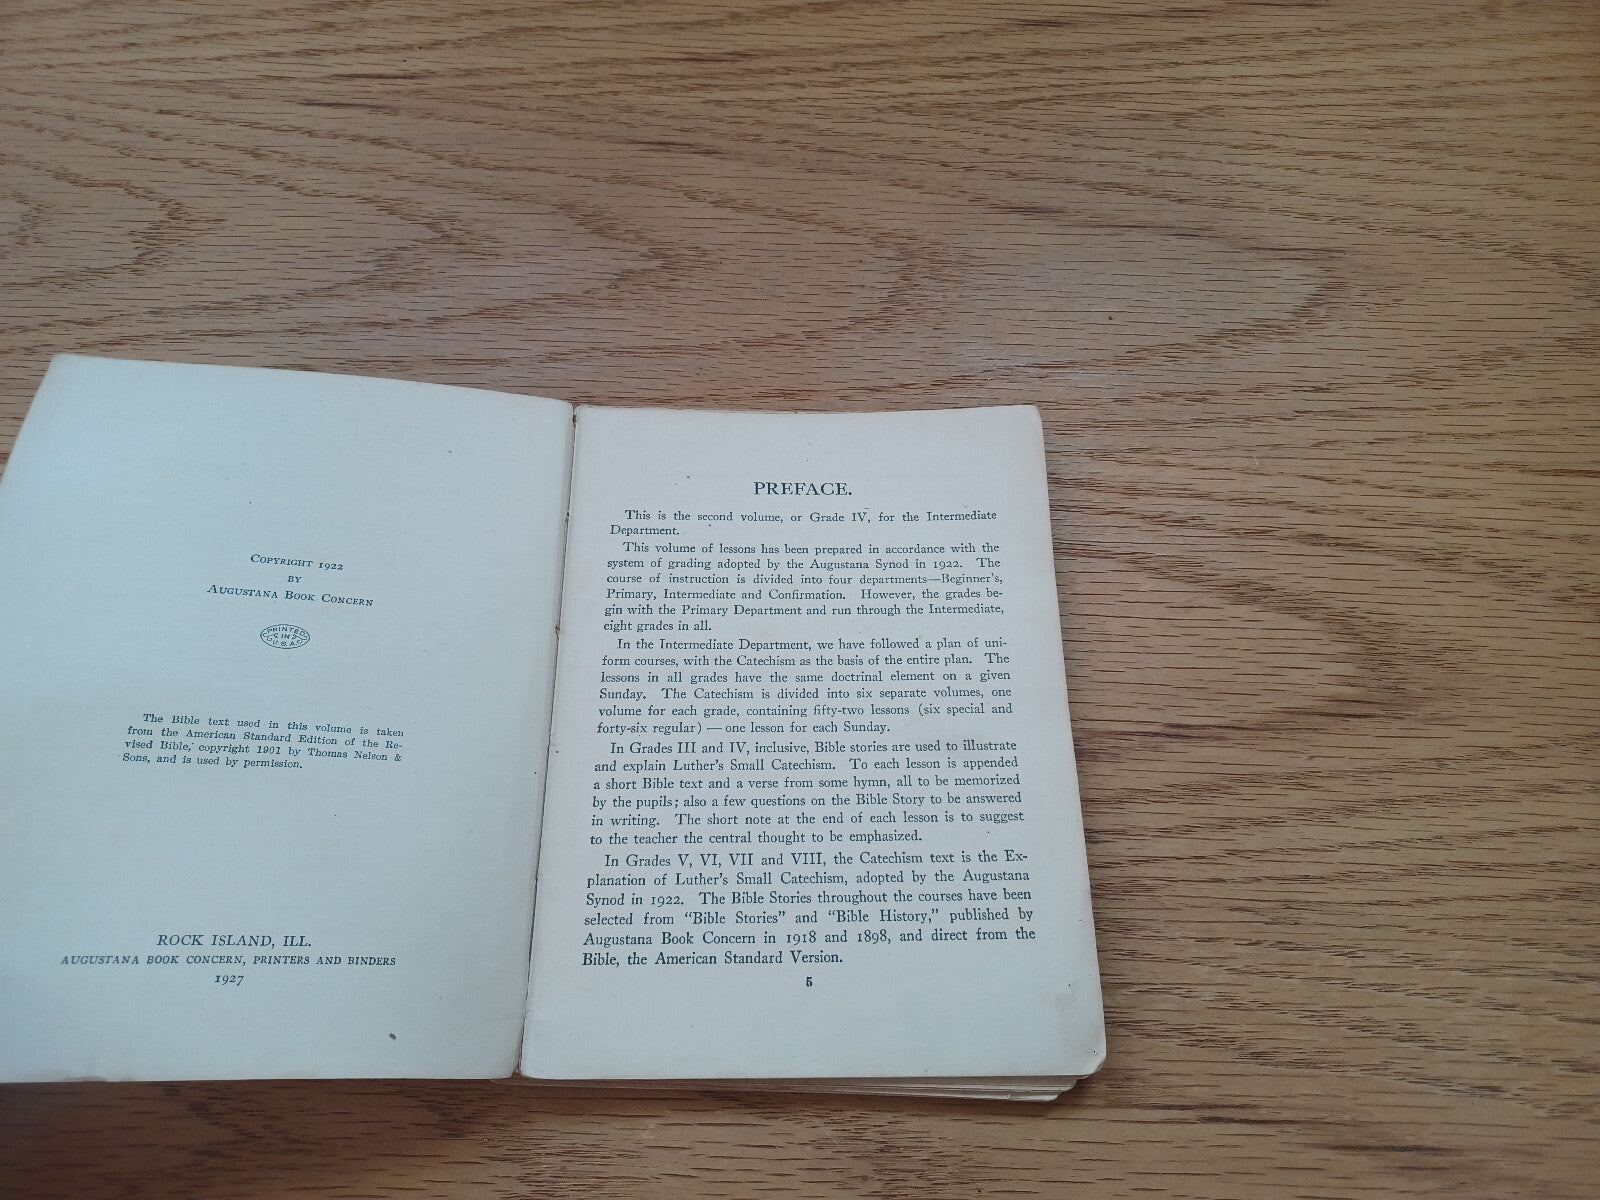 COPYRIGHT 1922
BY
AUGUSTANA BOOK CONCERN
PRINTED
IN
U.S.A.
The Bible text used in this volume is taken
from the American Standard Edition of the Re-
vised Bible, copyright 1901 by Thomas Nelson &
Sons, and is used by permission.
ROCK ISLAND, ILL.
AUGUSTANA BOOK CONCERN, PRINTERS AND BINDERS
1927
PREFACE.
This is the second volume, or Grade IV, for the Intermediate
Department.
This volume of lessons has been prepared in accordance with the
system of grading adopted by the Augustana Synod in 1922. The
course of instruction is divided into four departments—Beginner's,
Primary, Intermediate and Confirmation. However, the grades be-
gin with the Primary Department and run through the Intermediate,
eight grades in all.
In the Intermediate Department, we have followed a plan of uni-
form courses, with the Catechism as the basis of the entire plan. The
lessons in all grades have the same doctrinal element on a given
Sunday. The Catechism is divided into six separate volumes, one
volume for each grade, containing fifty-two lessons (six special and
forty-six regular) — one lesson for each Sunday.
In Grades III and IV, inclusive, Bible stories are used to illustrate
and explain Luther's Small Catechism. To each lesson is appended
a short Bible text and a verse from some hymn, all to be memorized
by the pupils; also a few questions on the Bible Story to be answered
in writing. The short note at the end of each lesson is to suggest
to the teacher the central thought to be emphasized.
In Grades V, VI, VII and VIII, the Catechism text is the Ex-
planation of Luther's Small Catechism, adopted by the Augustana
Synod in 1922. The Bible Stories throughout the courses have been
selected from "Bible Stories" and "Bible History," published by
Augustana Book Concern in 1918 and 1898, and direct from the
Bible, the American Standard Version.
5